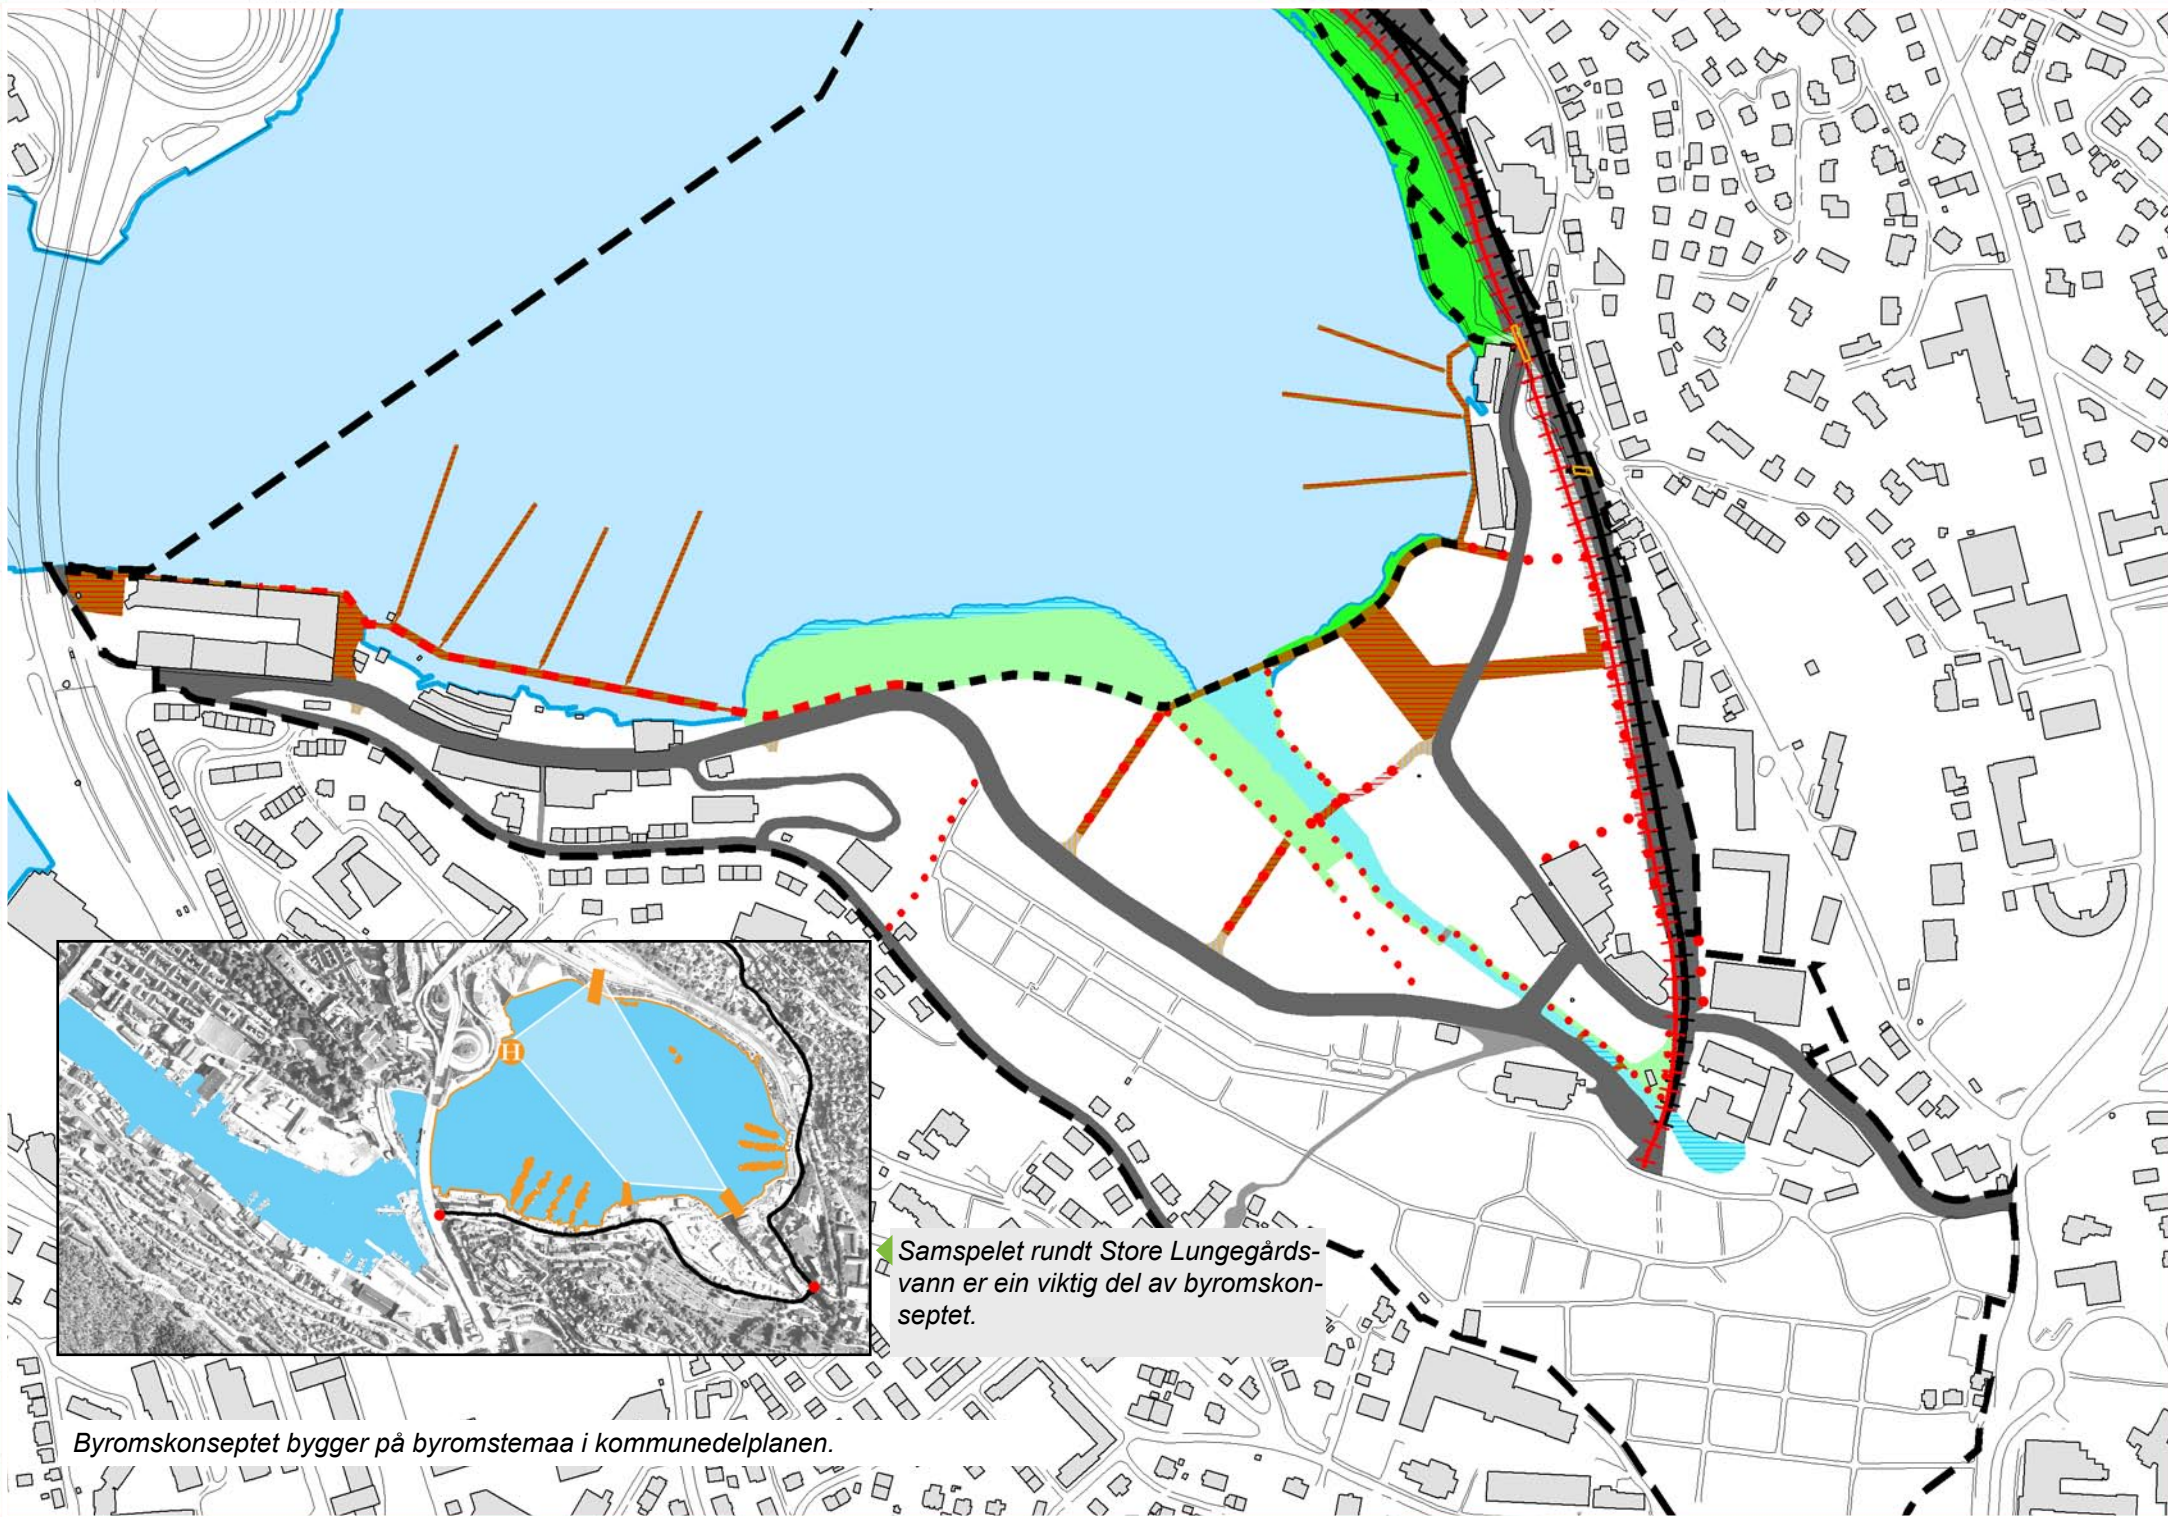 H
Samspelet rundt Store Lungegårds-
vann er ein viktig del av byromskon-
septet.
Byromskonseptet bygger på byromstemaa i kommunedelplanen.